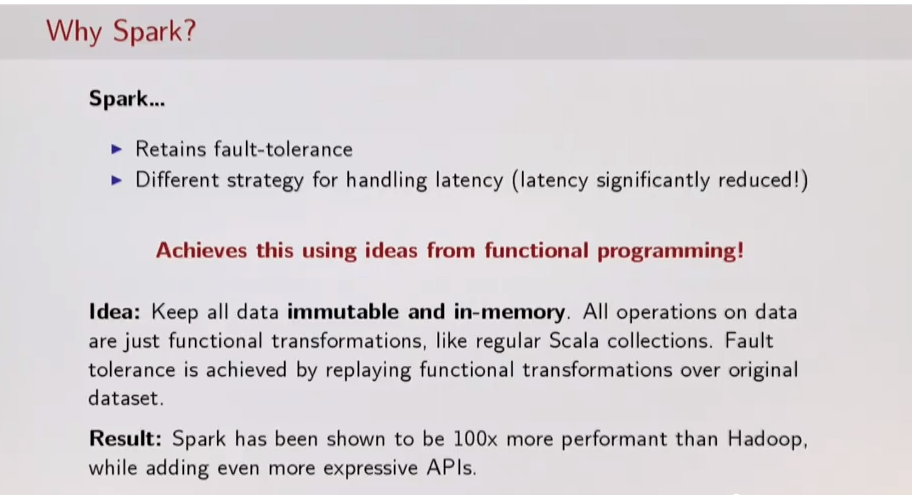 Why Spark?
Spark...
▶ Retains fault-tolerance
▶ Different strategy for handling latency (latency significantly reduced!)
Achieves this using ideas from functional programming!
Idea: Keep all data immutable and in-memory. All operations on data
are just functional transformations, like regular Scala collections. Fault
tolerance is achieved by replaying functional transformations over original
dataset.
Result: Spark has been shown to be 100x more performant than Hadoop,
while adding even more expressive APIs.